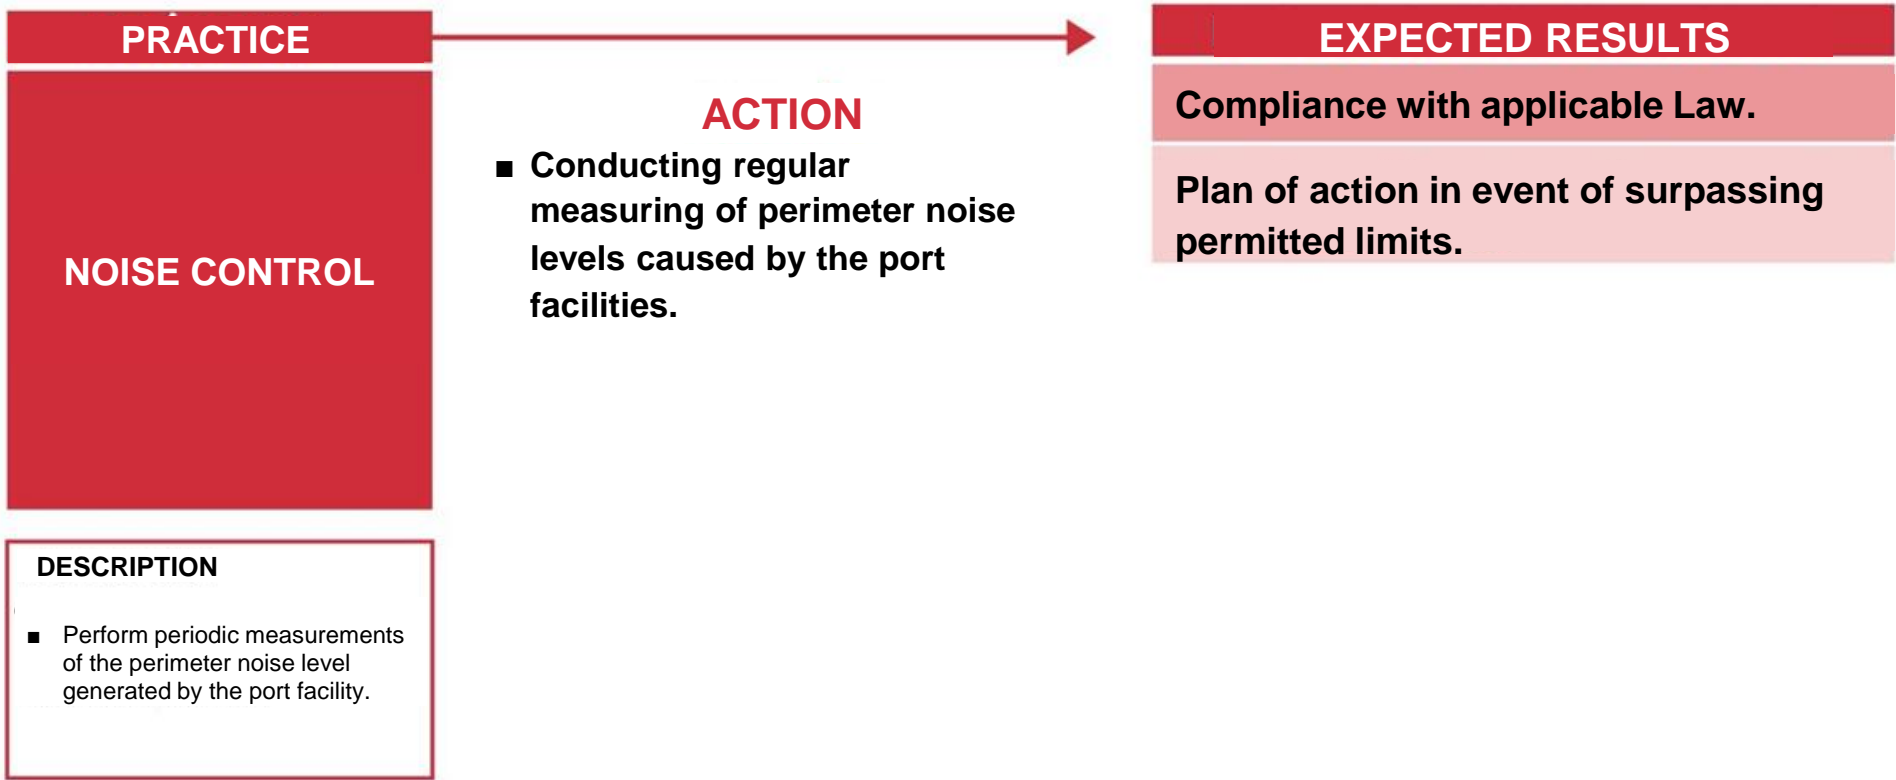 PRACTICE
NOISE CONTROL
DESCRIPTION
■ Perform periodic measurements
of the perimeter noise level
generated by the port facility.
ACTION
■ Conducting regular
measuring of perimeter noise
levels caused by the port
facilities.
EXPECTED RESULTS
Compliance with applicable Law.
Plan of action in event of surpassing
permitted limits.